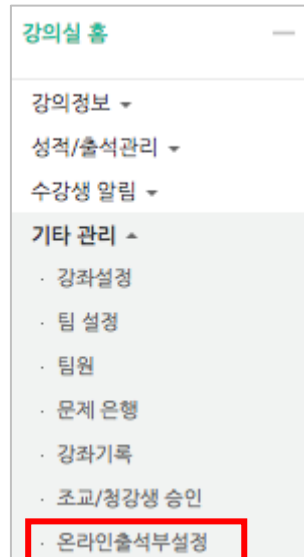 강의실 홈
강의정보
성적/출석관리
수강생 알림
기타 관리
· 강좌설정
· 팀 설정
· 팀원
· 문제 은행
· 강좌기록
· 조교/청강생 승인
· 온라인출석부설정